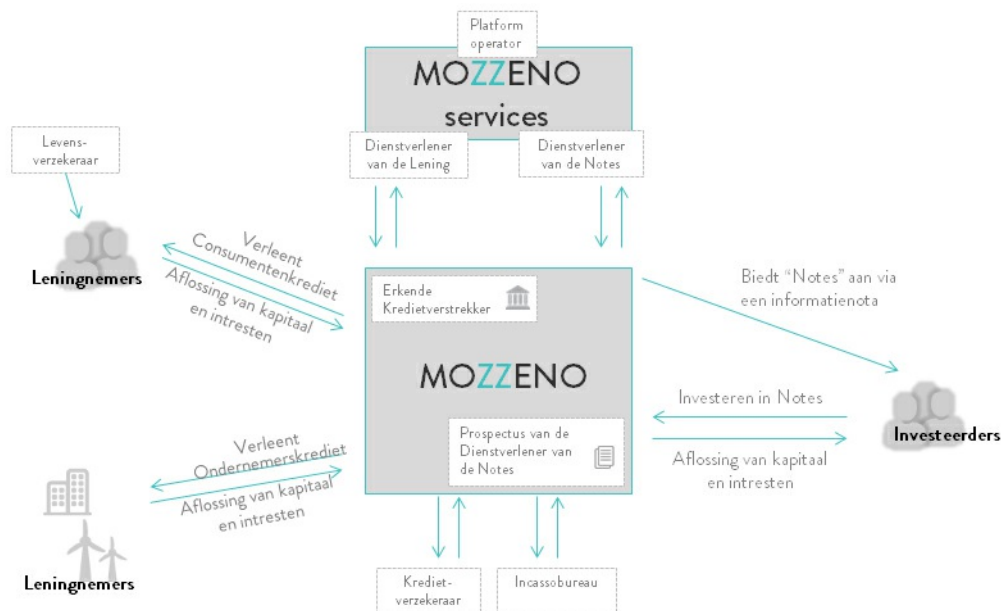 Platform
operator
MOZZENO
services
Dienstverlener
van de Lening
Dienstverlener
van de Notes
Levens-
verzekeraar
Leningnemers
Verleent
Consumentenkrediet
Aflossing van kapitaal
en intresten
Erkende
Kredietverstrekker
MOZZENO
Prospectus van de
Dienstverlener van
de Notes
Biedt “Notes” aan via
een informatienota
Investeren in Notes
Investeerders
Aflossing van kapitaal
en intresten
Verleent
Ondernemerskrediet
Aflossing van kapitaal
en intresten
Leningnemers
Krediet-
verzekeraar
Incassobureau